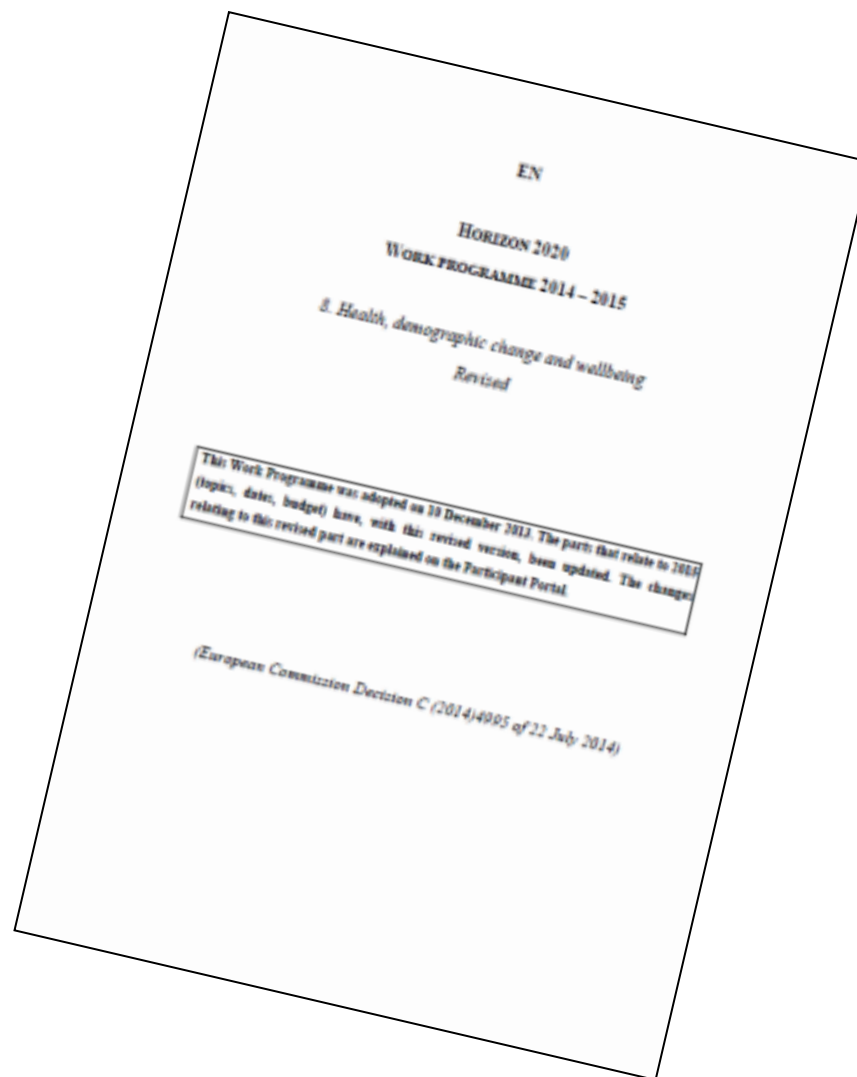 EN
HORIZON 2020
WORK PROGRAMME 2014 – 2015
8. Health, demographic change and wellbeing
Revised
This Work Programme was adopted on 10 December 2013. The parts that relate to 2015
(topics, dates, budget) have, with this revised version, been updated. The changes
relating to this revised part are explained on the Participant Portal.
(European Commission Decision C (2014)4995 of 22 July 2014)